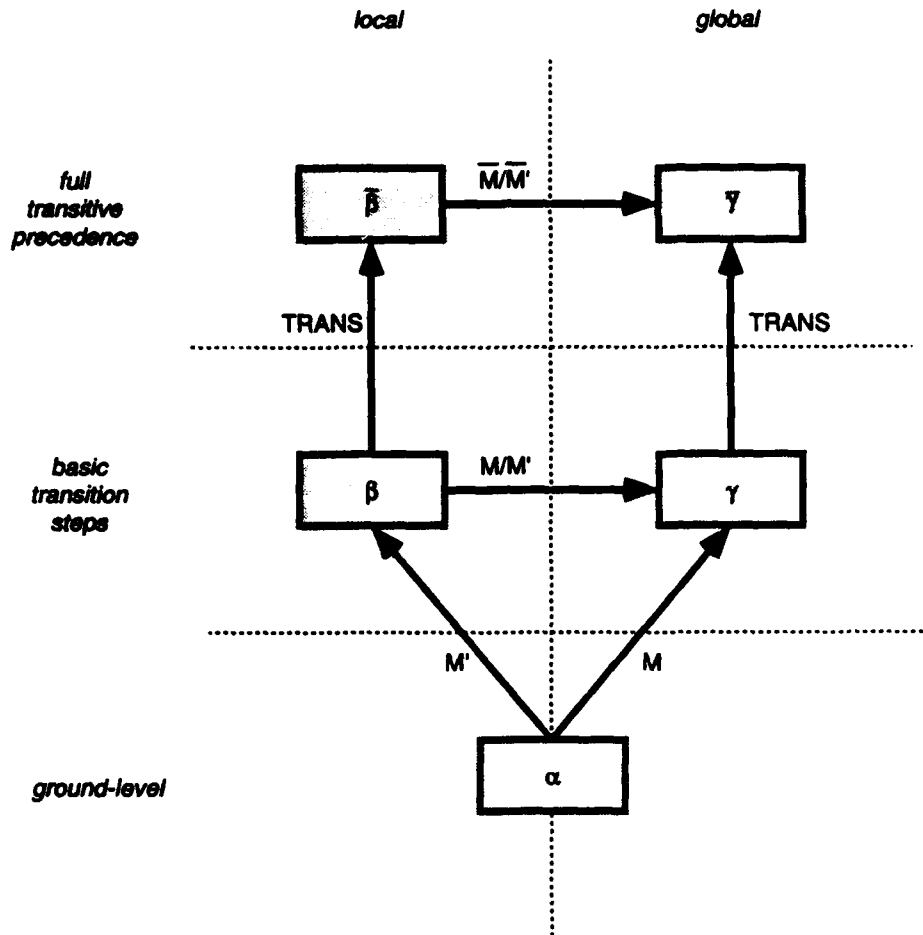 local
global
full
transitive
precedence
β̄
M̄/M̄'
γ̄
TRANS
TRANS
basic
transition
steps
β
M/M'
γ
M'
M
ground-level
α